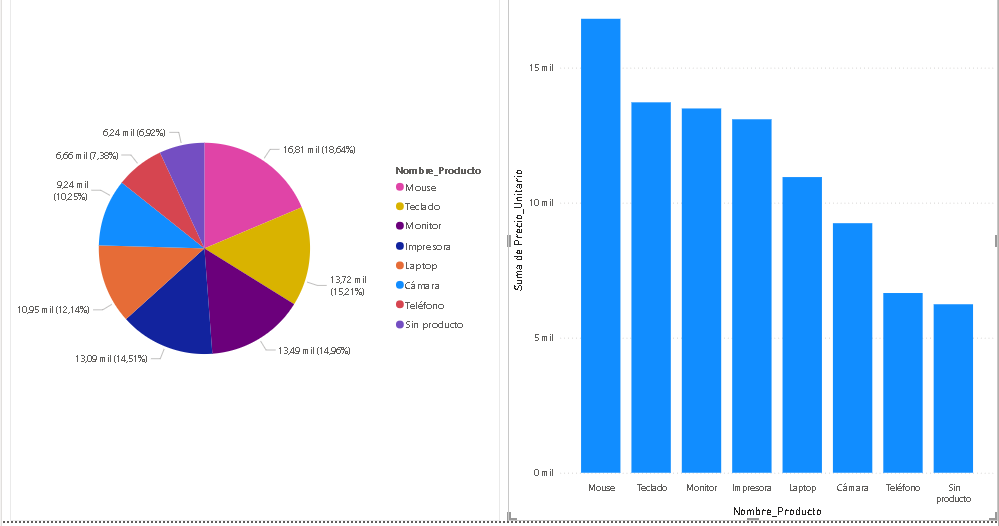 6,24 mil (6,92%)
6,66 mil (7,38%)
9,24 mil
(10,25%)
10,95 mil (12,14%)
13,09 mil (14,51%)
16,81 mil (18,64%)
13,72 mil
(15,21%)
13,49 mil (14,96%)
Nombre_Producto
Mouse
Teclado
Monitor
Impresora
Laptop
Cámara
Teléfono
Sin producto
Suma de Precio_Unitario
15 mil
10 mil
5 mil
0 mil
Mouse
Teclado
Monitor
Impresora
Laptop
Cámara
Teléfono
Sin
producto
Nombre_Producto